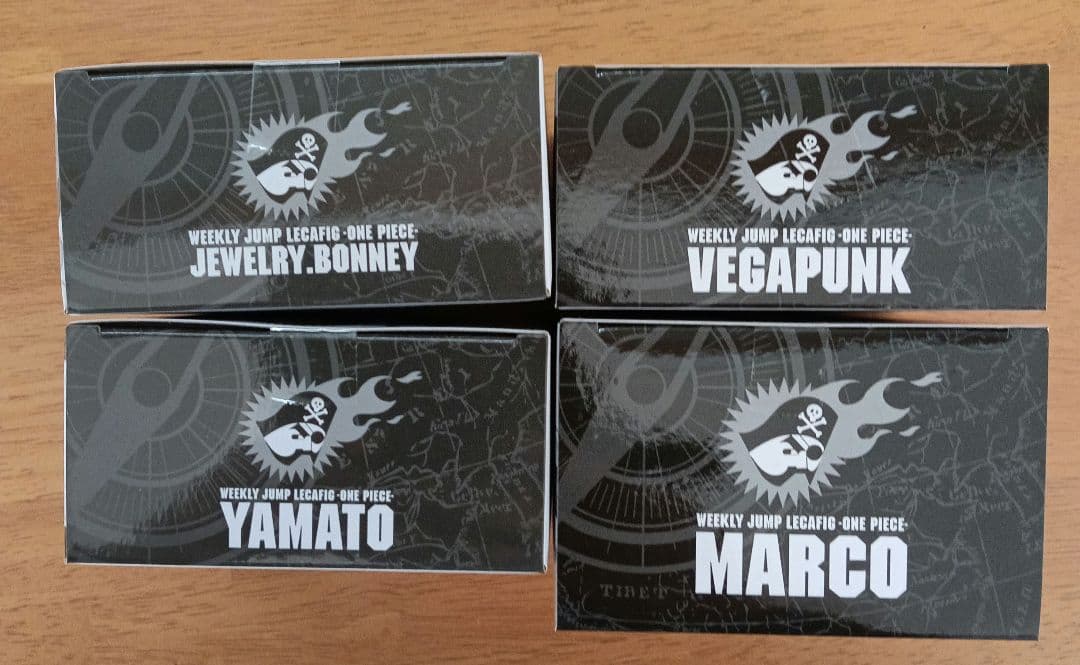 WEEKLY JUMP LECAFIG -ONE PIECE-
JEWELRY.BONNEY
WEEKLY JUMP LECAFIG -ONE PIECE-
VEGAPUNK
WEEKLY JUMP LECAFIG -ONE PIECE-
YAMATO
WEEKLY JUMP LECAFIG -ONE PIECE-
MARCO
TIBET